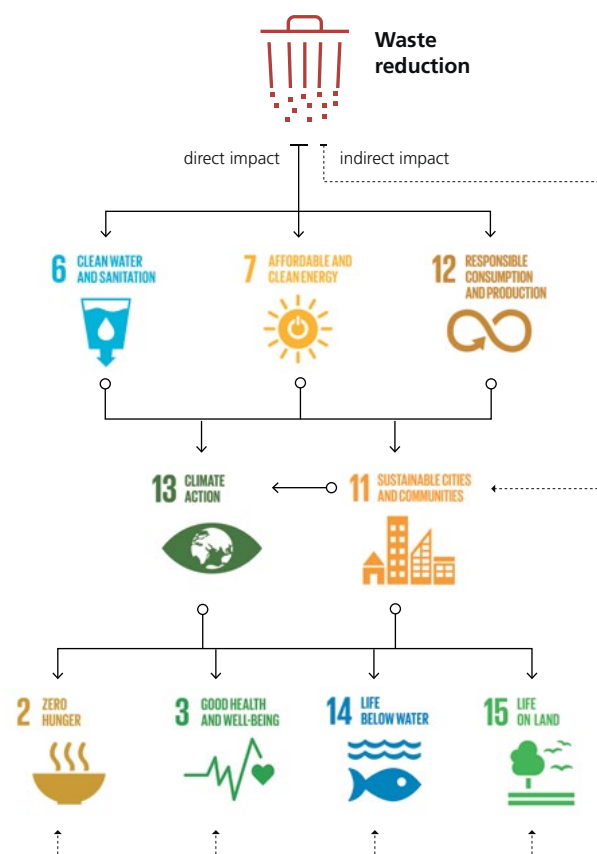 Waste
reduction
direct impact
indirect impact
6 CLEAN WATER
AND SANITATION
7 AFFORDABLE AND
CLEAN ENERGY
12 RESPONSIBLE
CONSUMPTION
AND PRODUCTION
13 CLIMATE
ACTION
11 SUSTAINABLE CITIES
AND COMMUNITIES
2 ZERO
HUNGER
3 GOOD HEALTH
AND WELL-BEING
14 LIFE
BELOW WATER
15 LIFE
ON LAND